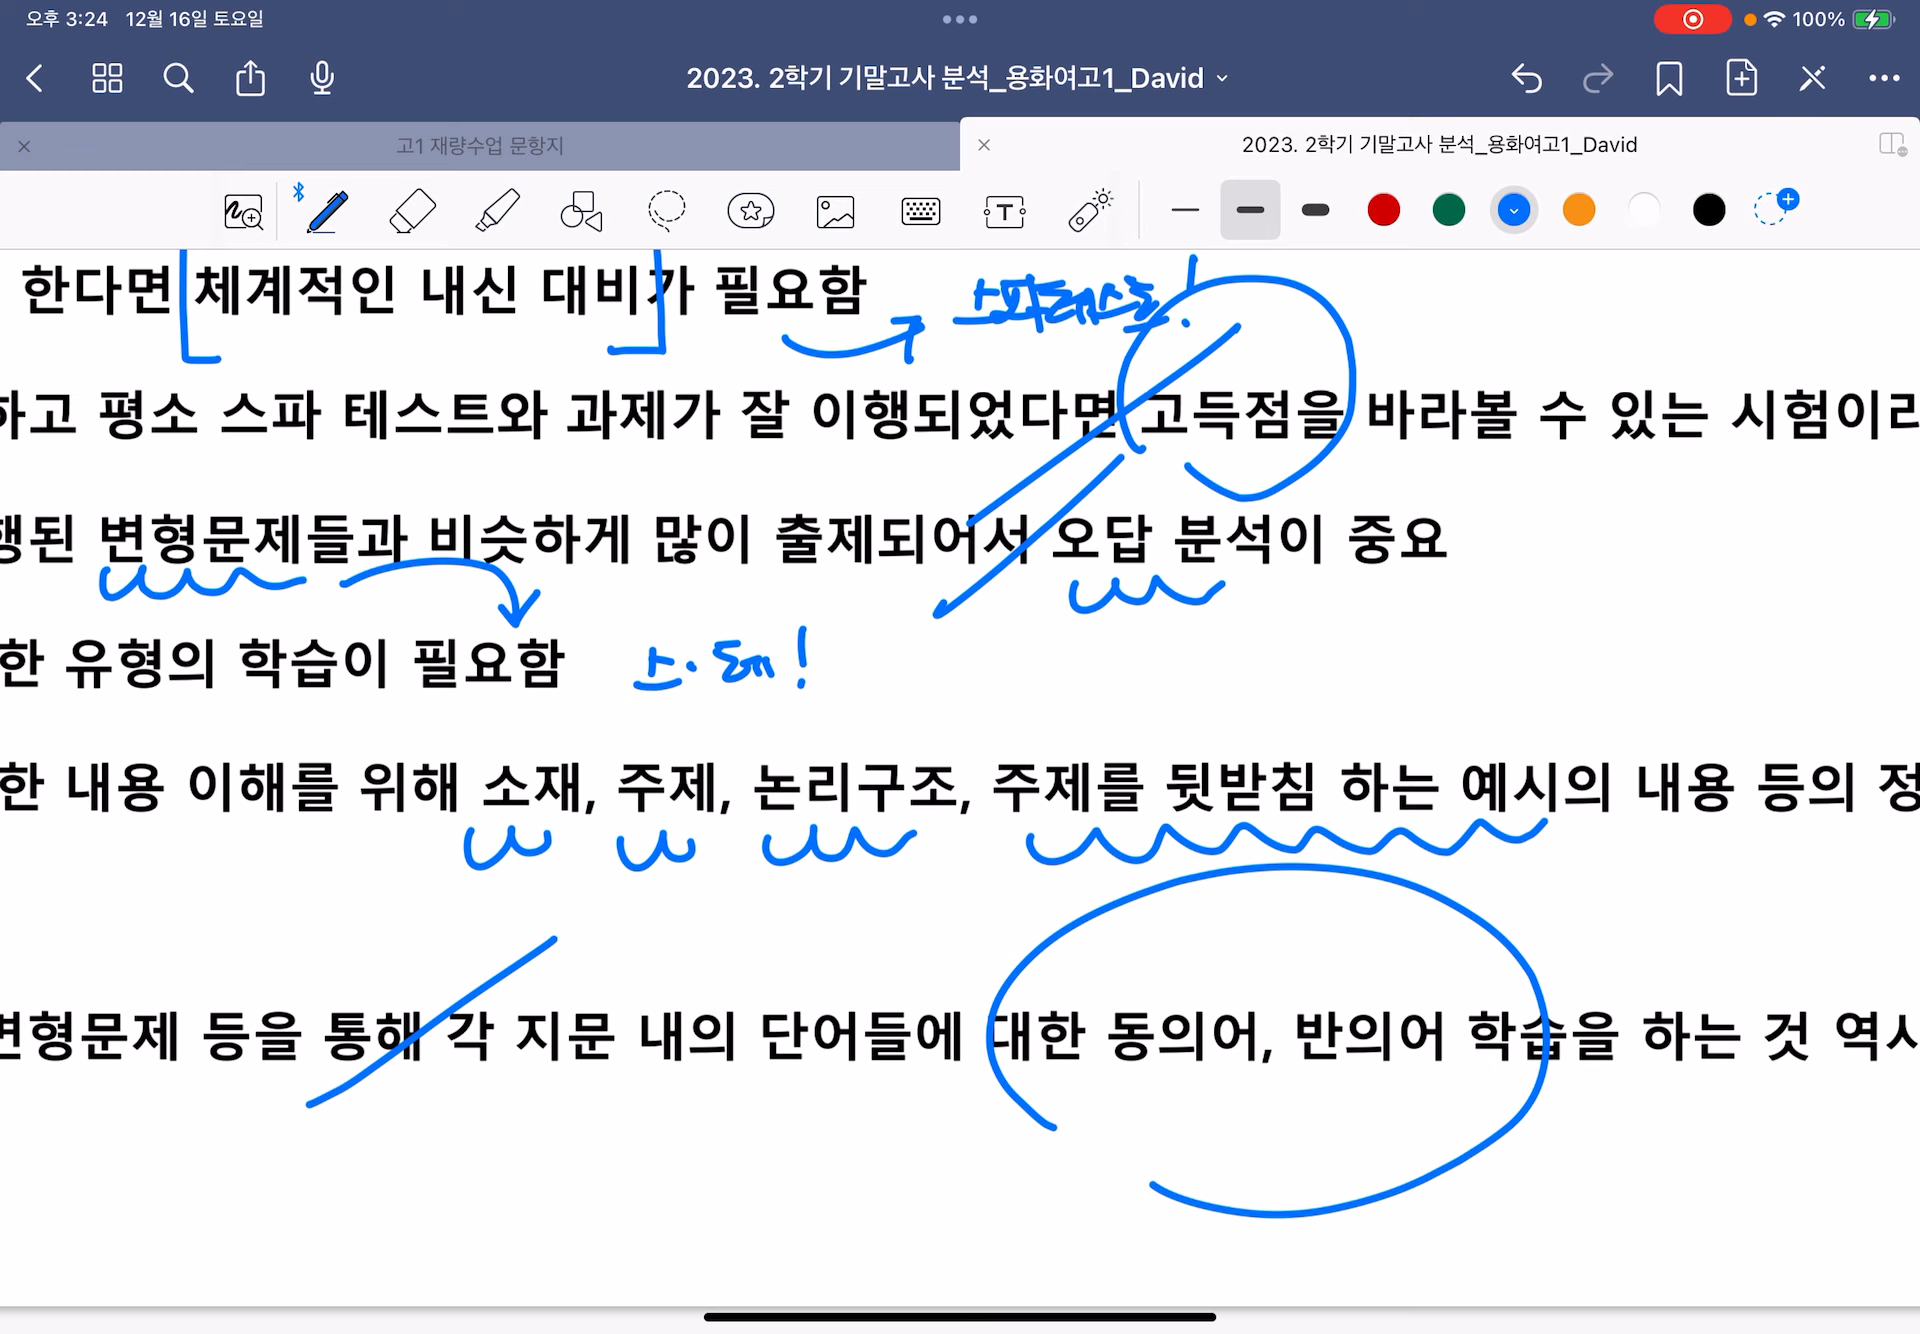 오후 3:24 12월 16일 토요일
100%
2023. 2학기 기말고사 분석_용화여고1_David
고1 재량수업 문항지
2023. 2학기 기말고사 분석_용화여고1_David
한다면 체계적인 내신 대비가 필요함
스파테스트!
하고 평소 스파 테스트와 과제가 잘 이행되었다면 고득점을 바라볼 수 있는 시험이라
행된 변형문제들과 비슷하게 많이 출제되어서 오답 분석이 중요
한 유형의 학습이 필요함 스.테!
한 내용 이해를 위해 소재, 주제, 논리구조, 주제를 뒷받침 하는 예시의 내용 등의 정
변형문제 등을 통해 각 지문 내의 단어들에 대한 동의어, 반의어 학습을 하는 것 역시